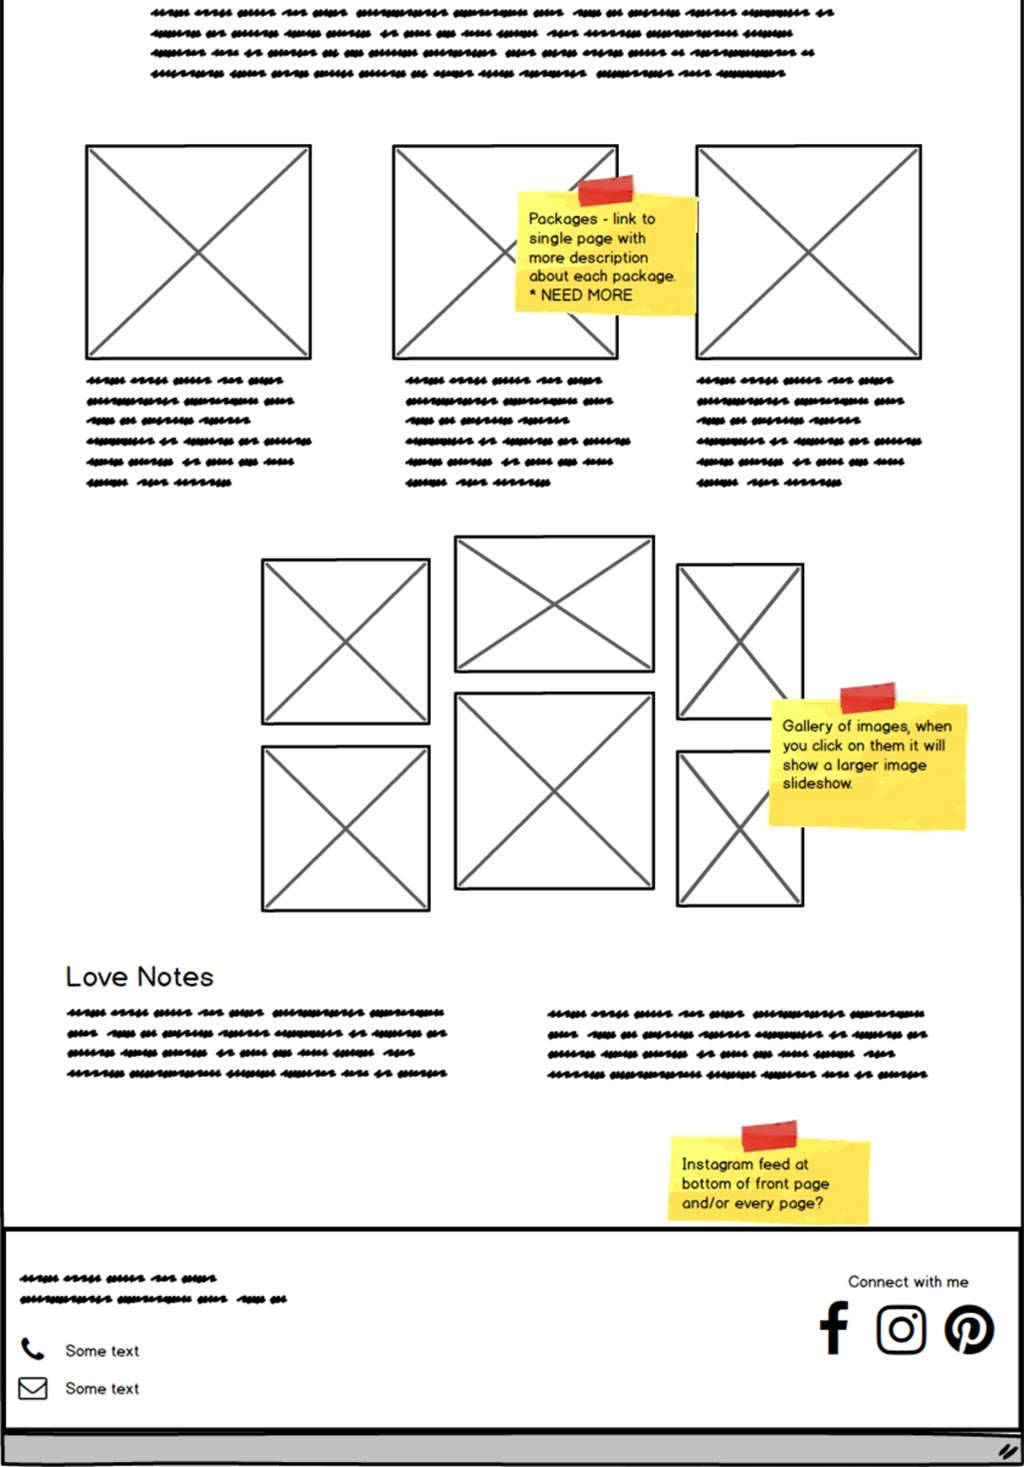 Packages - link to
single page with
more description
about each package.
* NEED MORE
Gallery of images, when
you click on them it will
show a larger image
slideshow.
Love Notes
Instagram feed at
bottom of front page
and/or every page?
Connect with me
Some text
Some text